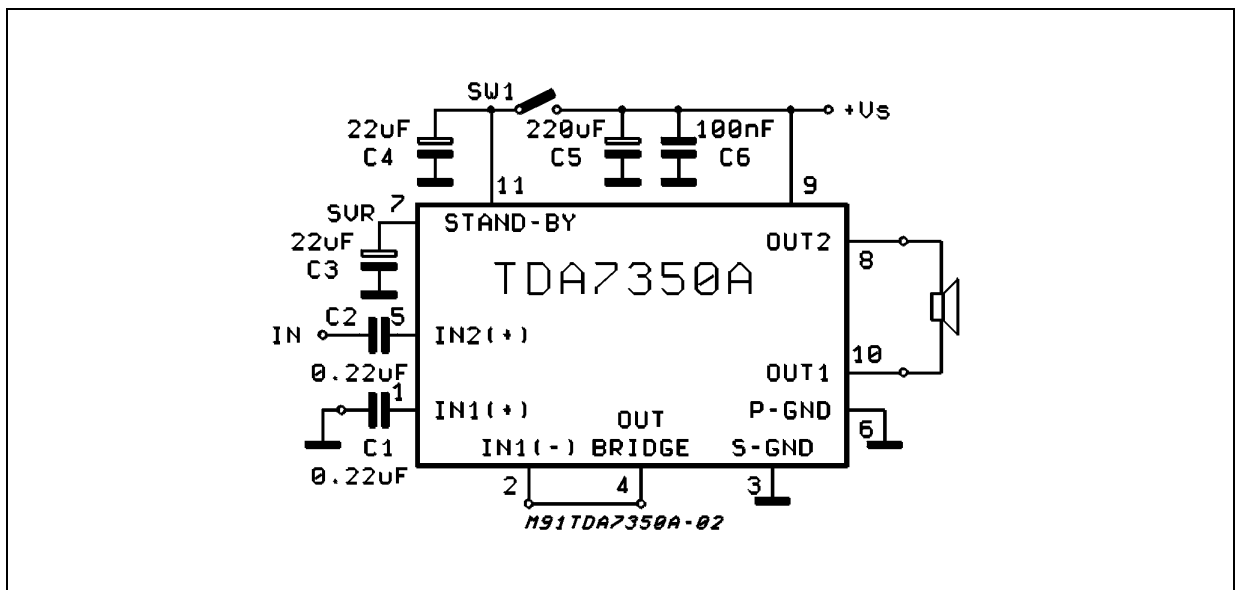 SW1
+Vs
22uF
C4
220uF
C5
100nF
C6
11
9
SVR
7
STAND-BY
22uF
C3
TDA7350A
OUT2
8
C2
5
IN
IN2(+)
0.22uF
10
OUT1
1
IN1(+)
C1
0.22uF
P-GND
6
OUT
BRIDGE
IN1(-)
S-GND
2
4
3
M91TDA7350A-02